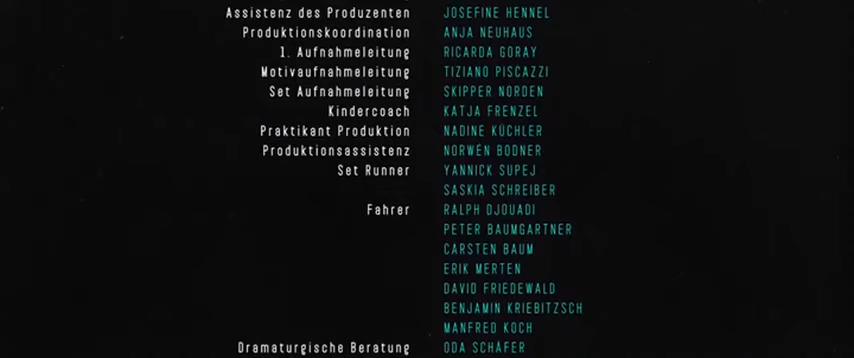 Assistenz des Produzenten JOSEFINE HENNEL
Produktionskoordination ANJA NEUHAUS
1. Aufnahmeleitung RICARDA GORAY
Motivaufnahmeleitung TIZIANO PISCAZZI
Set Aufnahmeleitung SKIPPER NORDEN
Kindercoach KATJA FRENZEL
Praktikant Produktion NADINE KÜCHLER
Produktionsassistenz NORWÉN BODNER
Set Runner YANNICK SUPEJ
SASKIA SCHREIBER
Fahrer RALPH DJOUADI
PETER BAUMGARTNER
CARSTEN BAUM
ERIK MERTEN
DAVID FRIEDEWALD
BENJAMIN KRIEBITZSCH
MANFRED KOCH
Dramaturgische Beratung ODA SCHÄFER